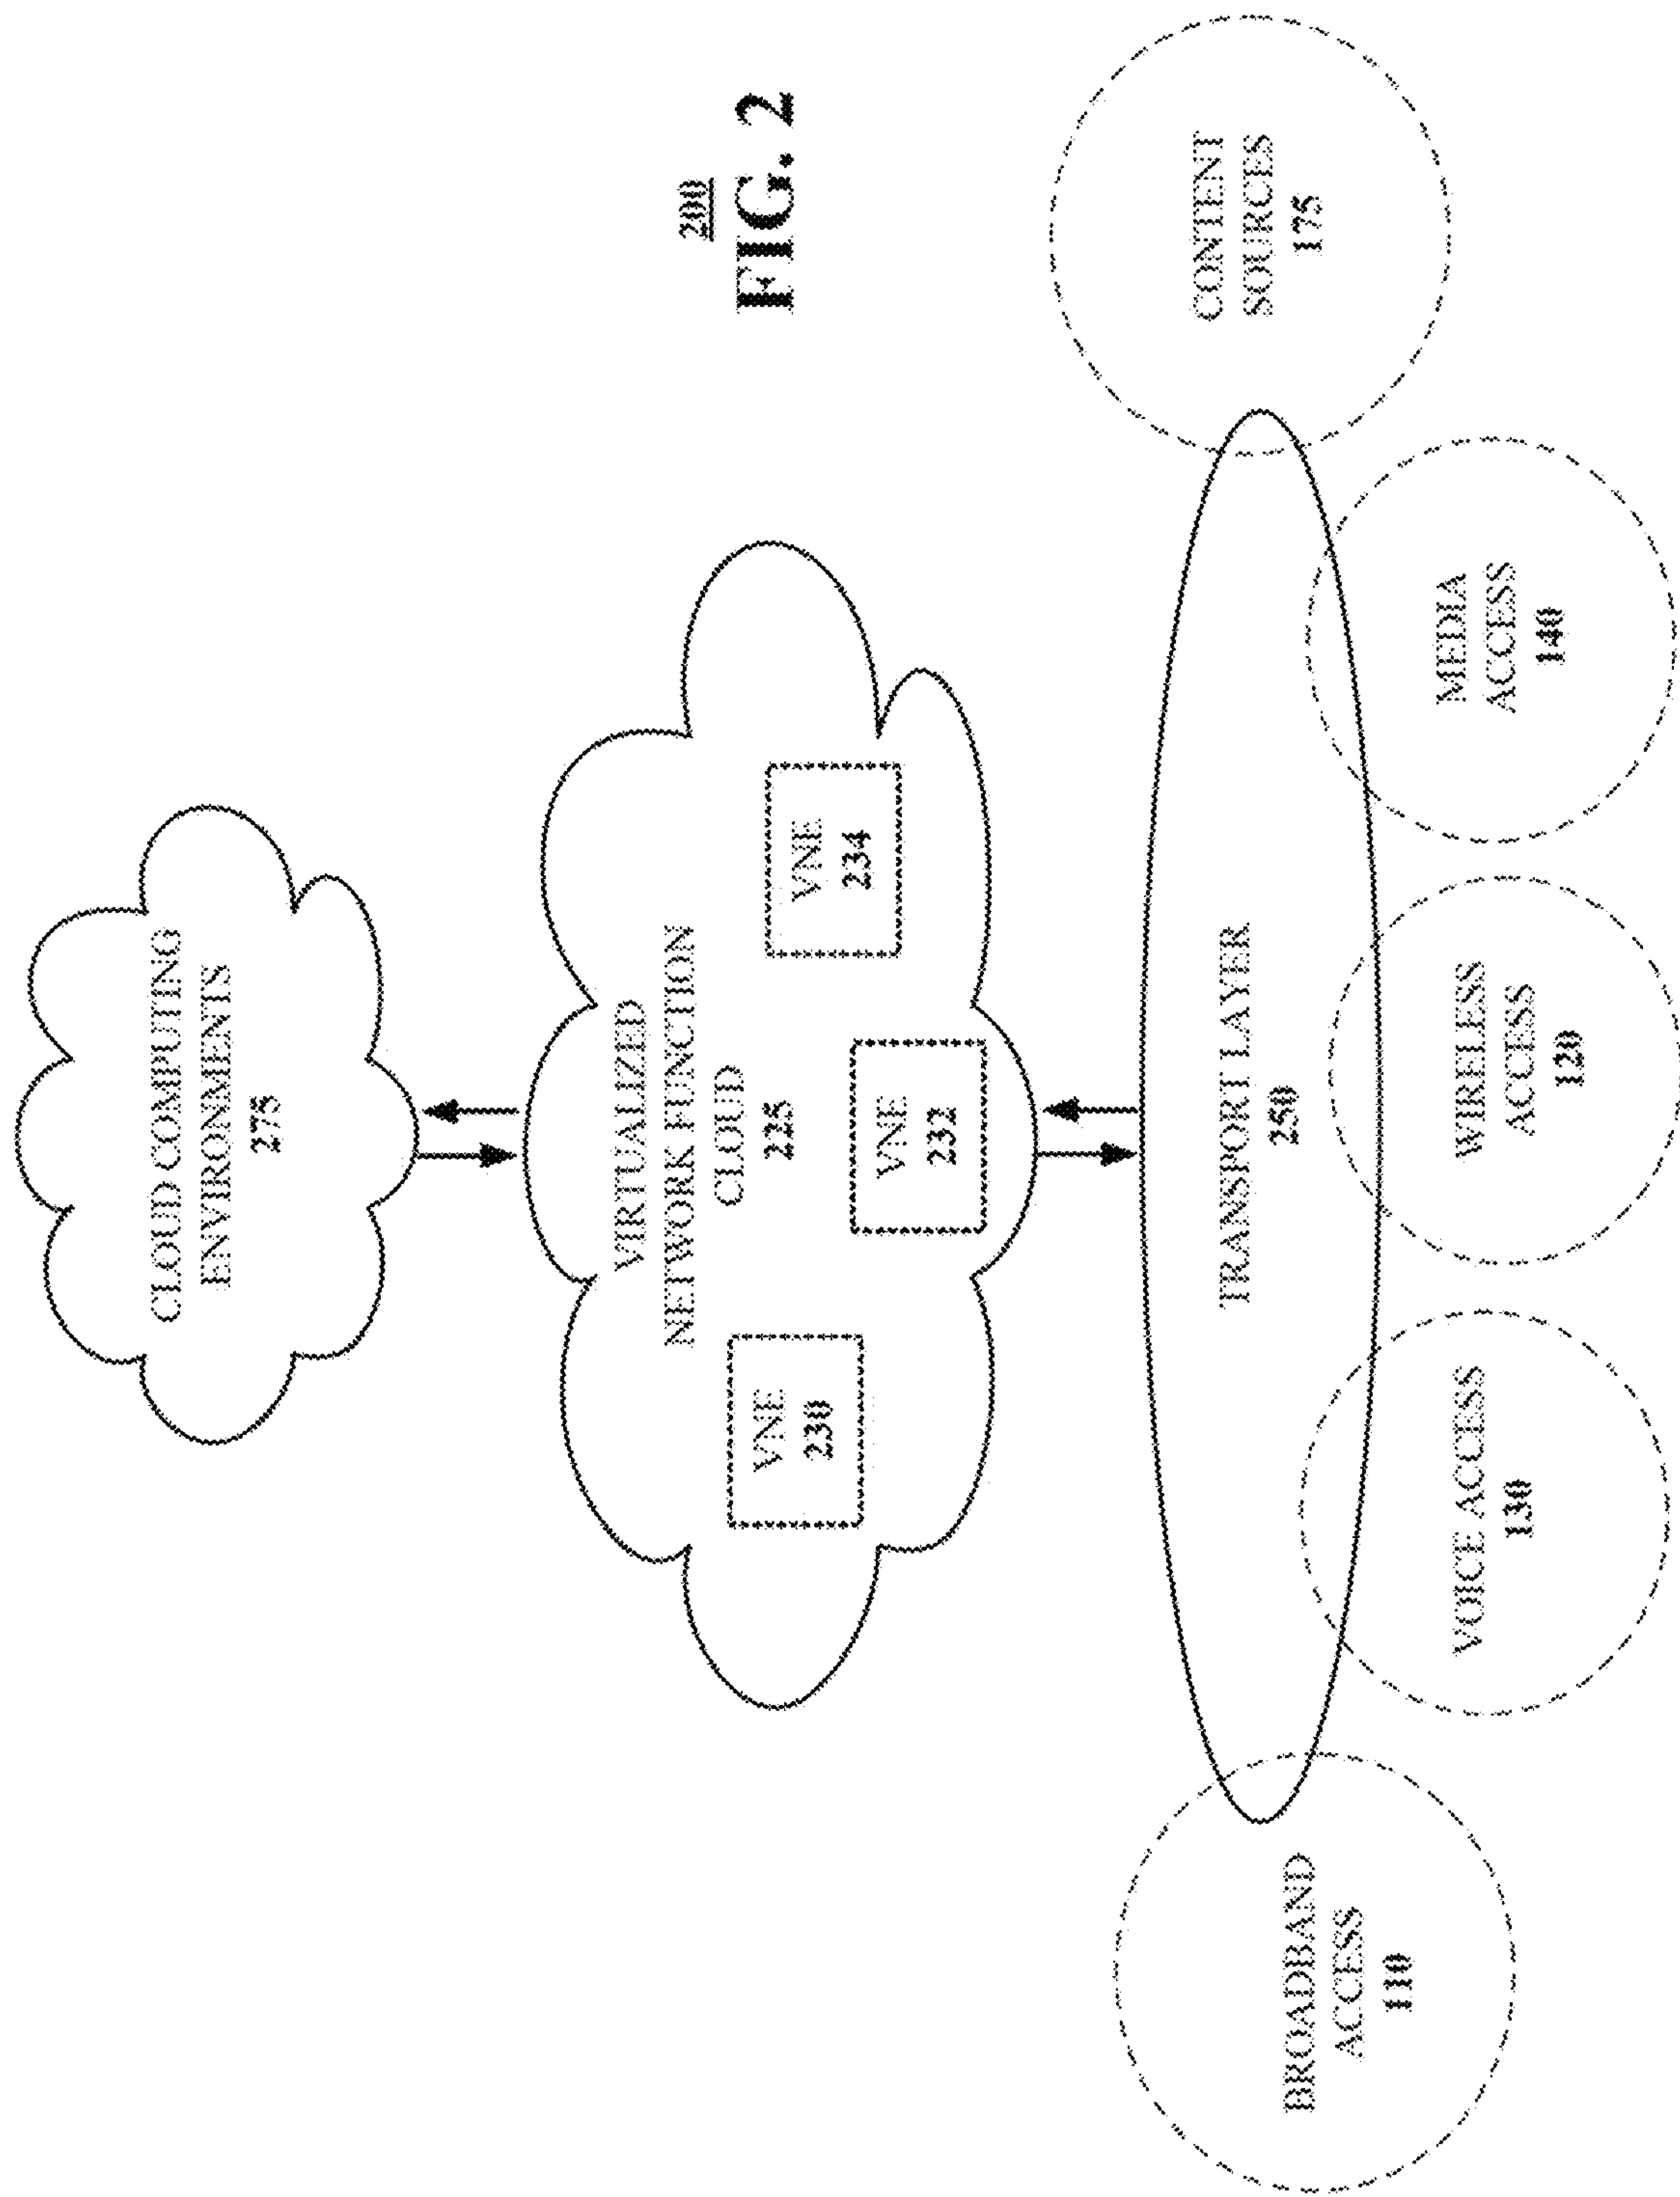 CLOUD COMPUTING
ENVIRONMENTS
275
200
FIG. 2
VIRTUALIZED
NETWORK FUNCTION
CLOUD
225
VNE
230
VNE
232
VNE
234
TRANSPORT LAYER
250
BROADBAND
ACCESS
110
VOICE ACCESS
130
WIRELESS
ACCESS
120
MEDIA
ACCESS
140
CONTENT
SOURCES
175